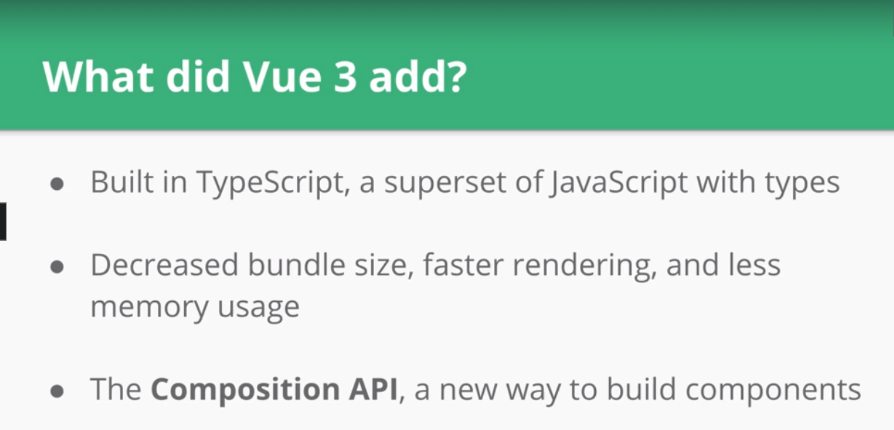 What did Vue 3 add?
● Built in TypeScript, a superset of JavaScript with types
● Decreased bundle size, faster rendering, and less
memory usage
● The Composition API, a new way to build components